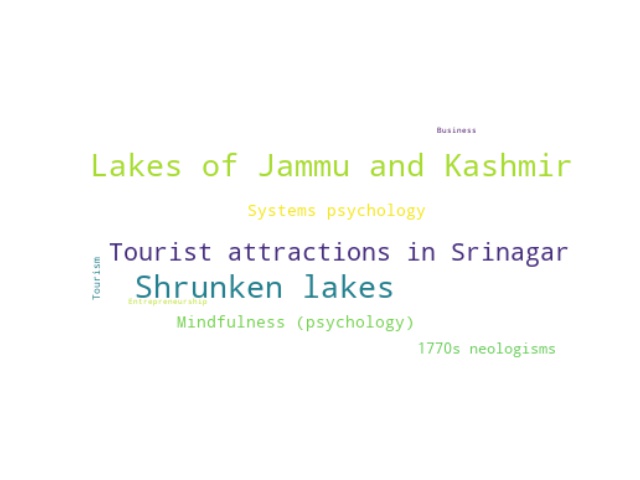 Business
Lakes of Jammu and Kashmir
Systems psychology
Tourist attractions in Srinagar
Tourism
Shrunken lakes
Entrepreneurship
Mindfulness (psychology)
1770s neologisms